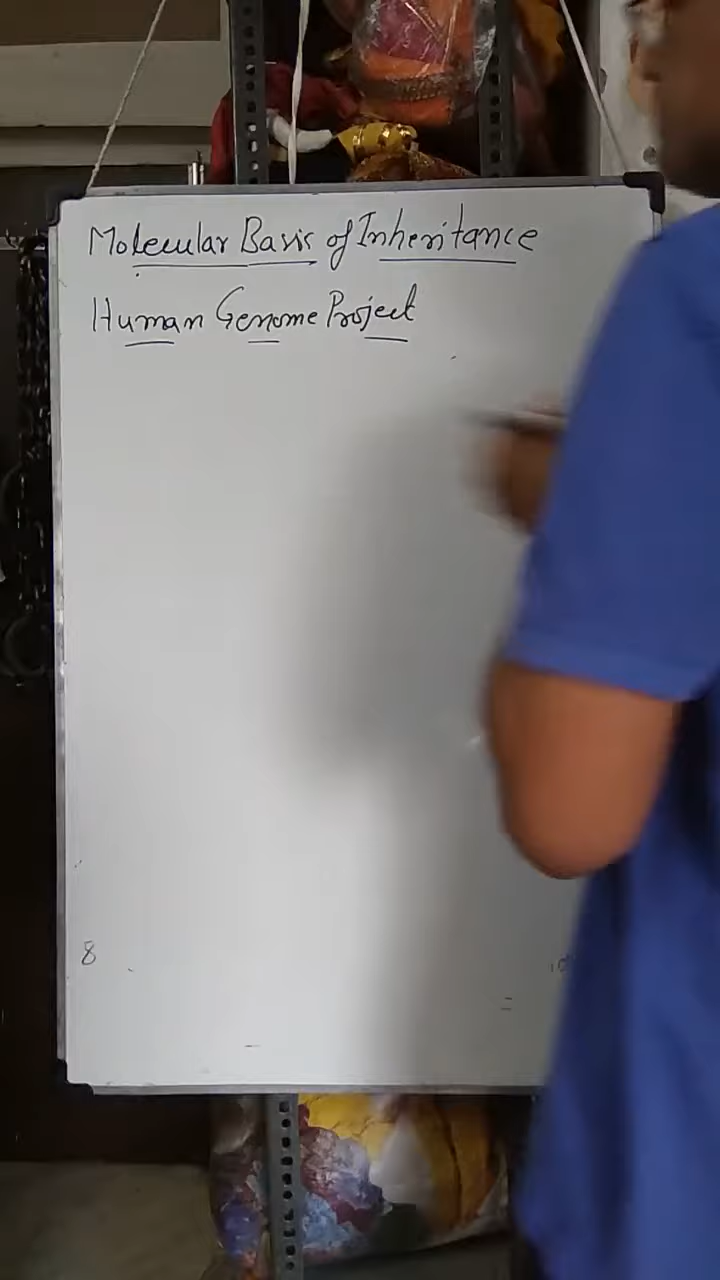 Molecular Basis of Inheritance
Human Genome Project
8
=